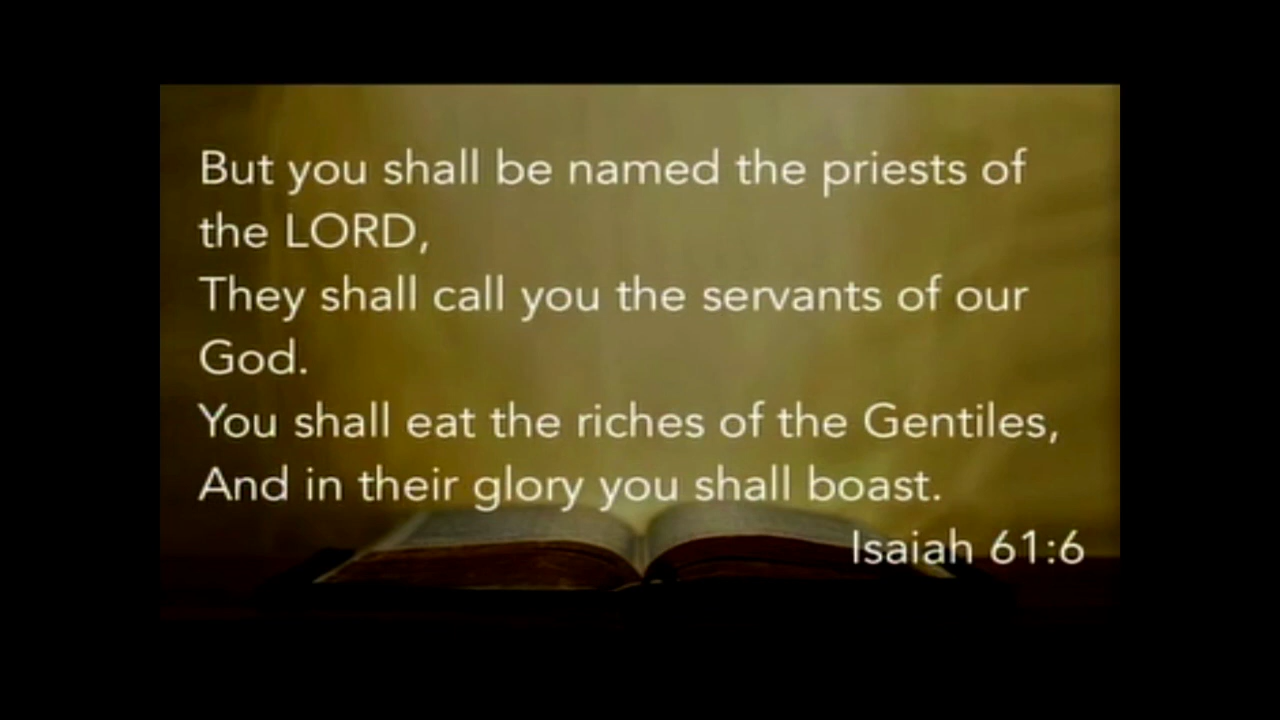 But you shall be named the priests of
the LORD,
They shall call you the servants of our
God.
You shall eat the riches of the Gentiles,
And in their glory you shall boast.
Isaiah 61:6